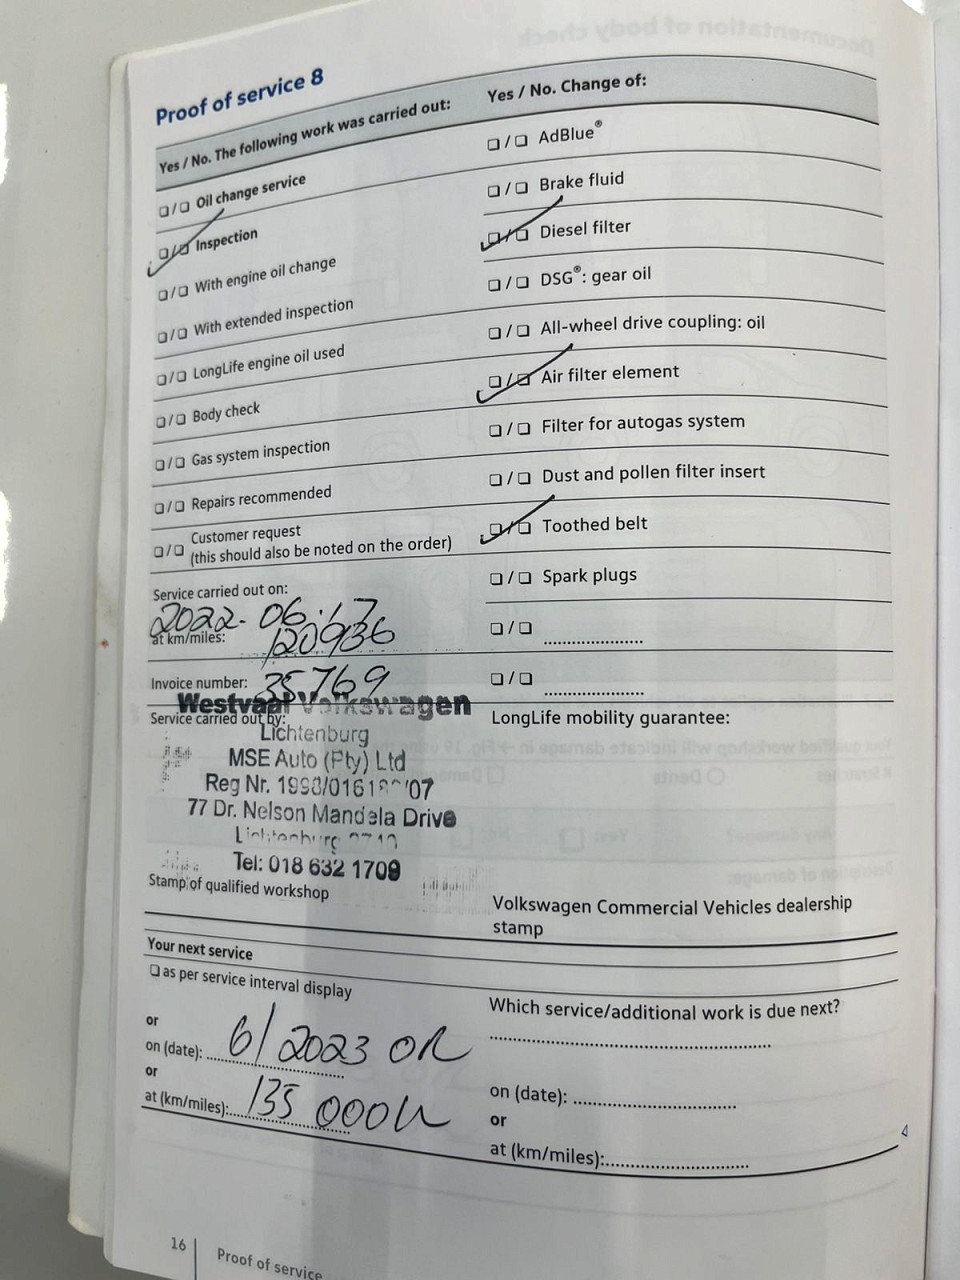 Proof of service 8
Yes / No. The following work was carried out:
❏/❏ Oil change service
❏/❏ Inspection
❏/❏ With engine oil change
❏/❏ With extended inspection
❏/❏ LongLife engine oil used
❏/❏ Body check
❏/❏ Gas system inspection
❏/❏ Repairs recommended
❏/❏ Customer request
(this should also be noted on the order)
Service carried out on:
2022-06-17
at km/miles: 120936
Invoice number: 35769
Westvaal Volkswagen
Service carried out by:
Lichtenburg
MSE Auto (Pty) Ltd
Reg Nr.
77 Dr. Nelson Mandela Drive
Lichtenburg
Tel: 018 632 1709
Stamp of qualified workshop
Yes / No. Change of:
❏/❏ AdBlue®
❏/❏ Brake fluid
❏/❏ Diesel filter
❏/❏ DSG®: gear oil
❏/❏ All-wheel drive coupling: oil
❏/❏ Air filter element
❏/❏ Filter for autogas system
❏/❏ Dust and pollen filter insert
❏/❏ Toothed belt
❏/❏ Spark plugs
❏/❏
❏/❏
LongLife mobility guarantee:
Volkswagen Commercial Vehicles dealership
stamp
Your next service
❏ as per service interval display
or
on (date): 6/2023 OR
or
at (km/miles): 135 000
Which service/additional work is due next?
on (date):
or
at (km/miles):
16 Proof of service